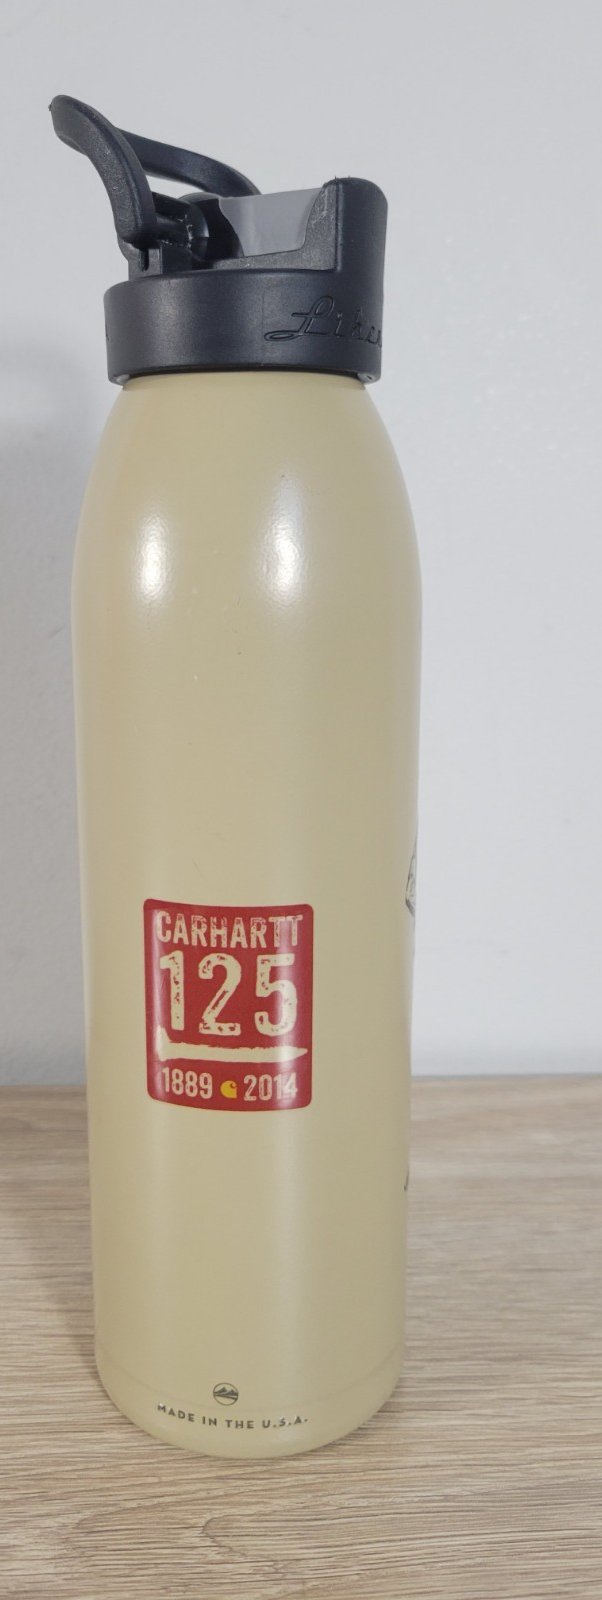 CARHARTT
125
1889 2014
MADE IN THE U.S.A.